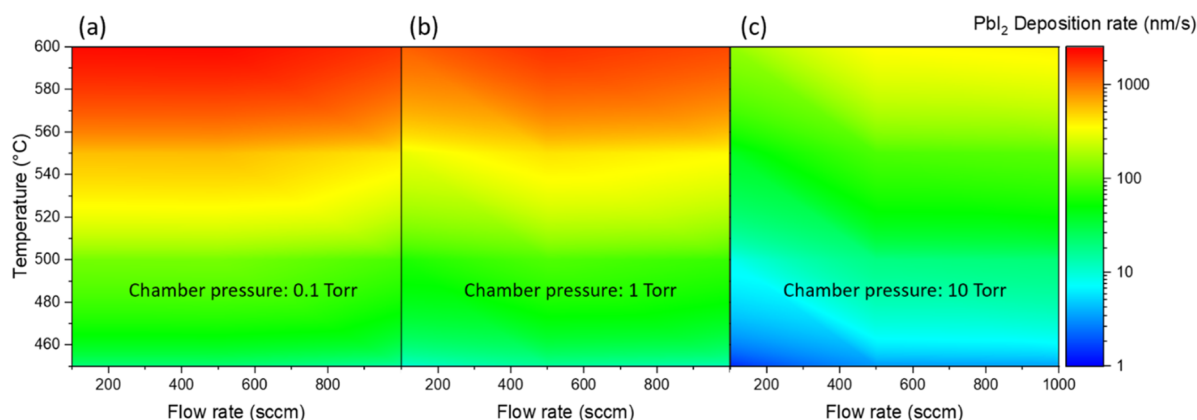 (a)
(b)
(c)
PbI₂ Deposition rate (nm/s)
600
580
560
540
520
500
480
460
Temperature (°C)
Chamber pressure: 0.1 Torr
Chamber pressure: 1 Torr
Chamber pressure: 10 Torr
1000
100
10
1
200 400 600 800
200 400 600 800
200 400 600 800 1000
Flow rate (sccm)
Flow rate (sccm)
Flow rate (sccm)